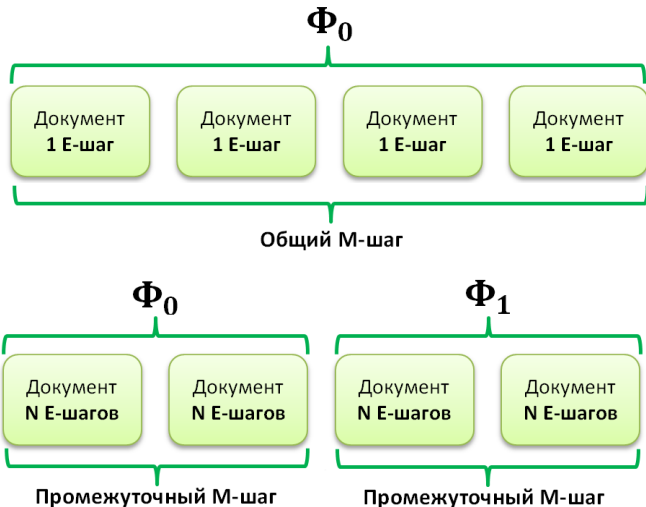 Φ₀
Документ Документ Документ Документ
1 Е-шаг 1 Е-шаг 1 Е-шаг 1 Е-шаг
Общий М-шаг
Φ₀ Φ₁
Документ Документ Документ Документ
N Е-шагов N Е-шагов N Е-шагов N Е-шагов
Промежуточный М-шаг Промежуточный М-шаг